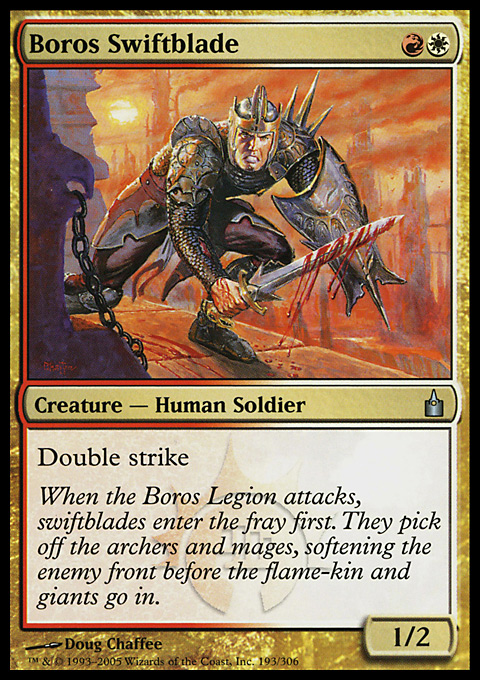 Boros Swiftblade
Creature — Human Soldier
Double strike
When the Boros Legion attacks,
swiftblades enter the fray first. They pick
off the archers and mages, softening the
enemy front before the flame-kin and
giants go in.
Doug Chaffee
1/2
™ & © 1993–2005 Wizards of the Coast, Inc. 193/306